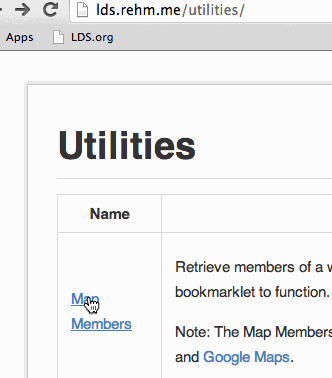 lds.rehm.me/utilities/
Apps LDS.org
Utilities
Name
Retrieve members of a w
bookmarklet to function.
Map
Members
Note: The Map Members
and Google Maps.